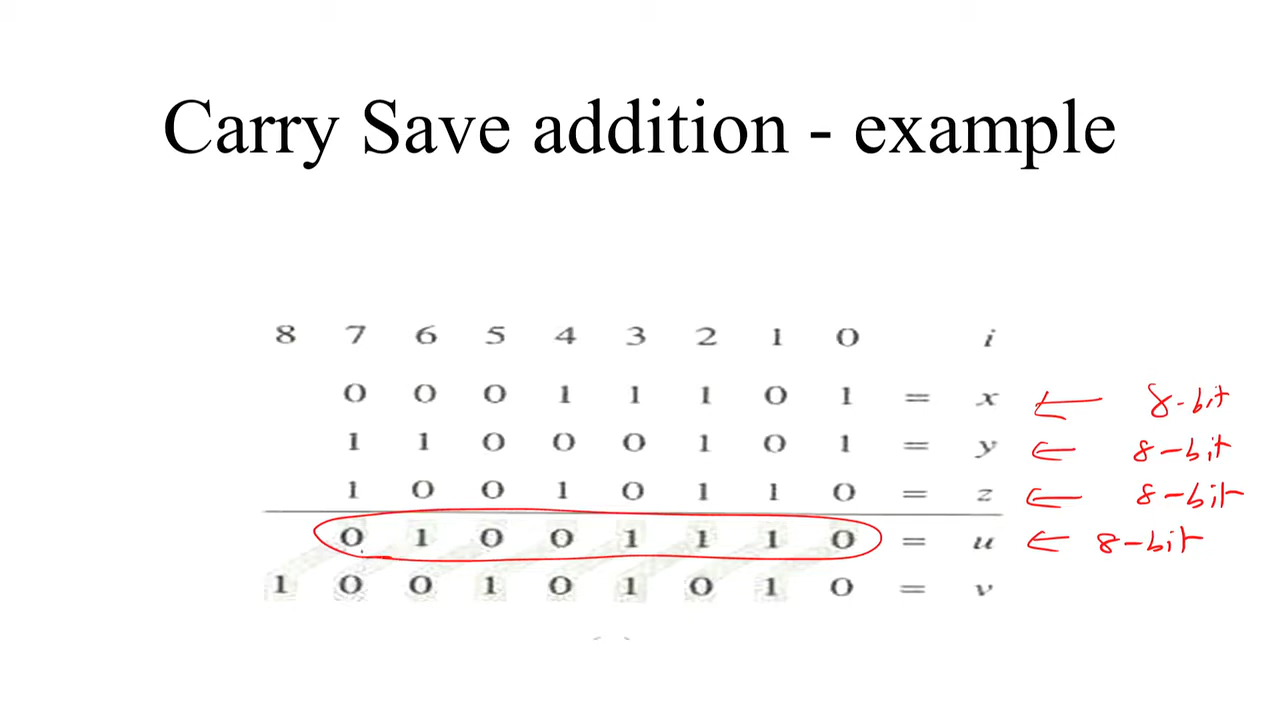 Carry Save addition - example
8 7 6 5 4 3 2 1 0 i
0 0 0 1 1 1 0 1 = x ← 8-bit
1 1 0 0 0 1 0 1 = y ← 8-bit
1 0 0 1 0 1 1 0 = z ← 8-bit
0 1 0 0 1 1 1 0 = u ← 8-bit
1 0 0 1 0 1 0 1 0 = v